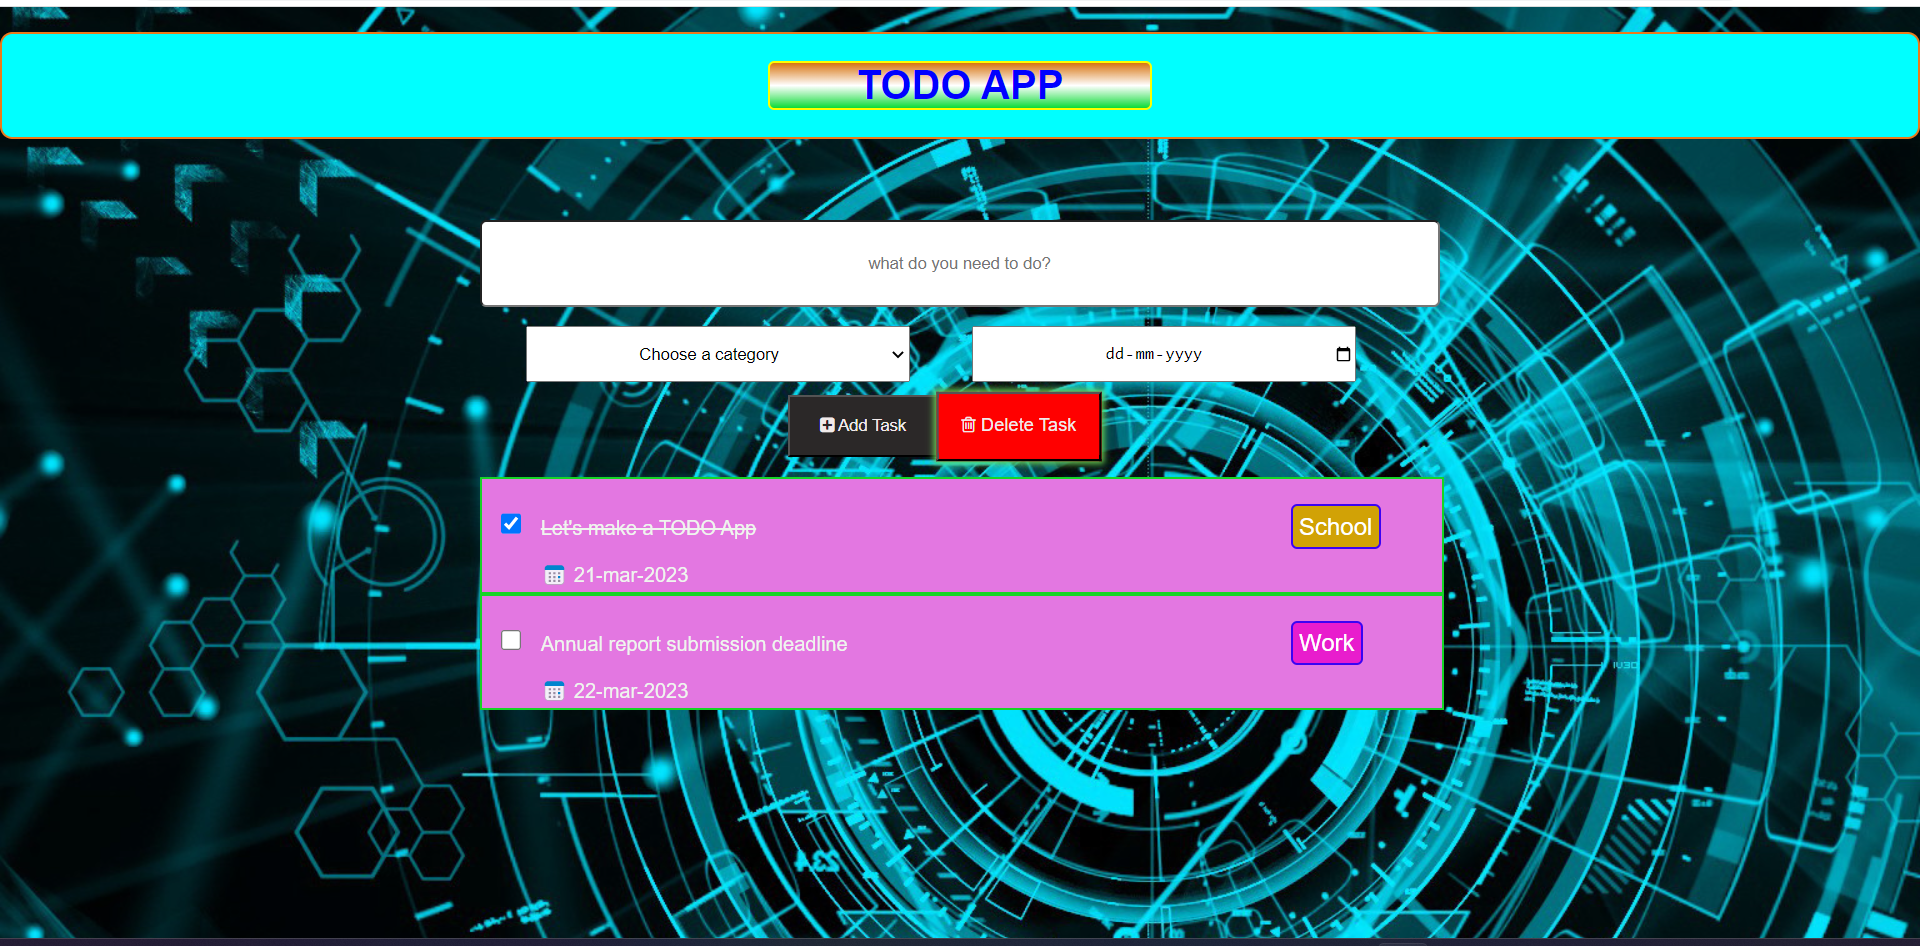 TODO APP
what do you need to do?
Choose a category
dd-mm-yyyy
Add Task
Delete Task
Let's make a TODO App
School
21-mar-2023
Annual report submission deadline
Work
22-mar-2023